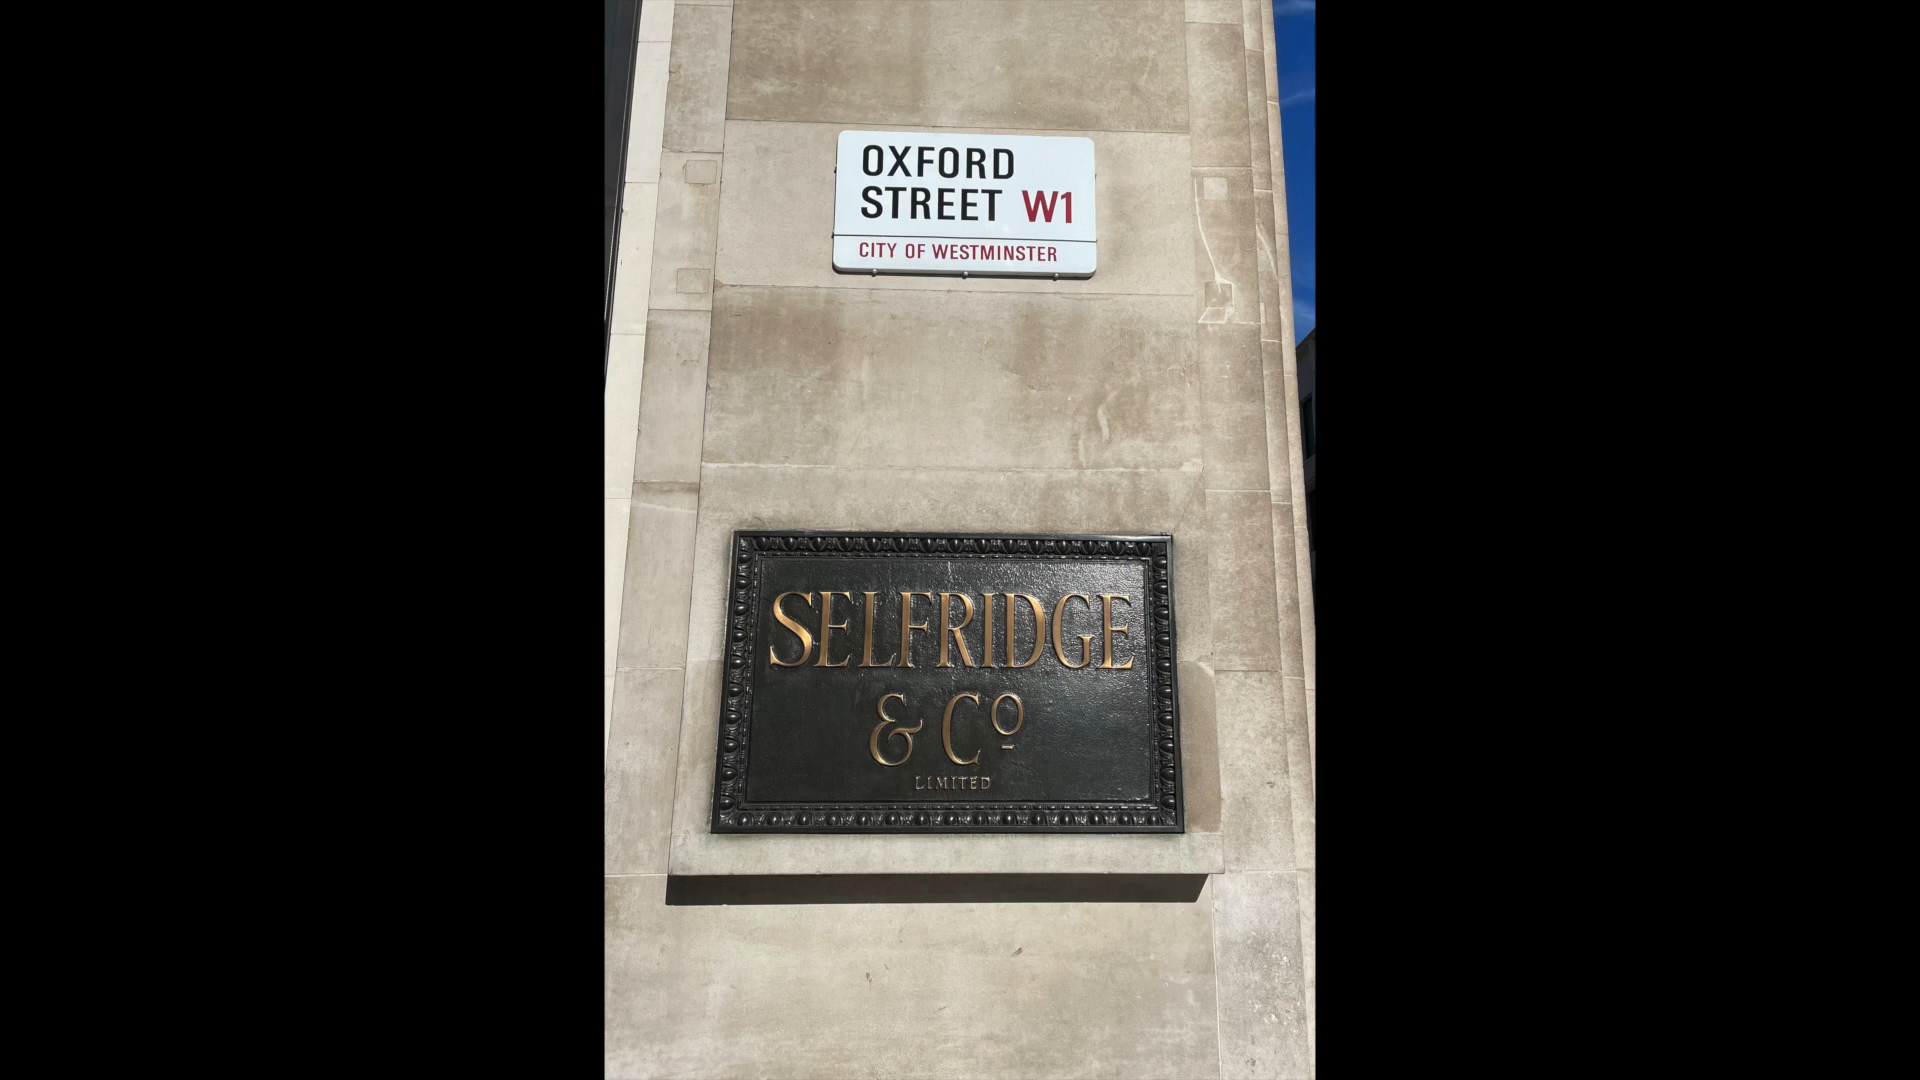 OXFORD
STREET W1
CITY OF WESTMINSTER
SELFRIDGE
& Co
LIMITED